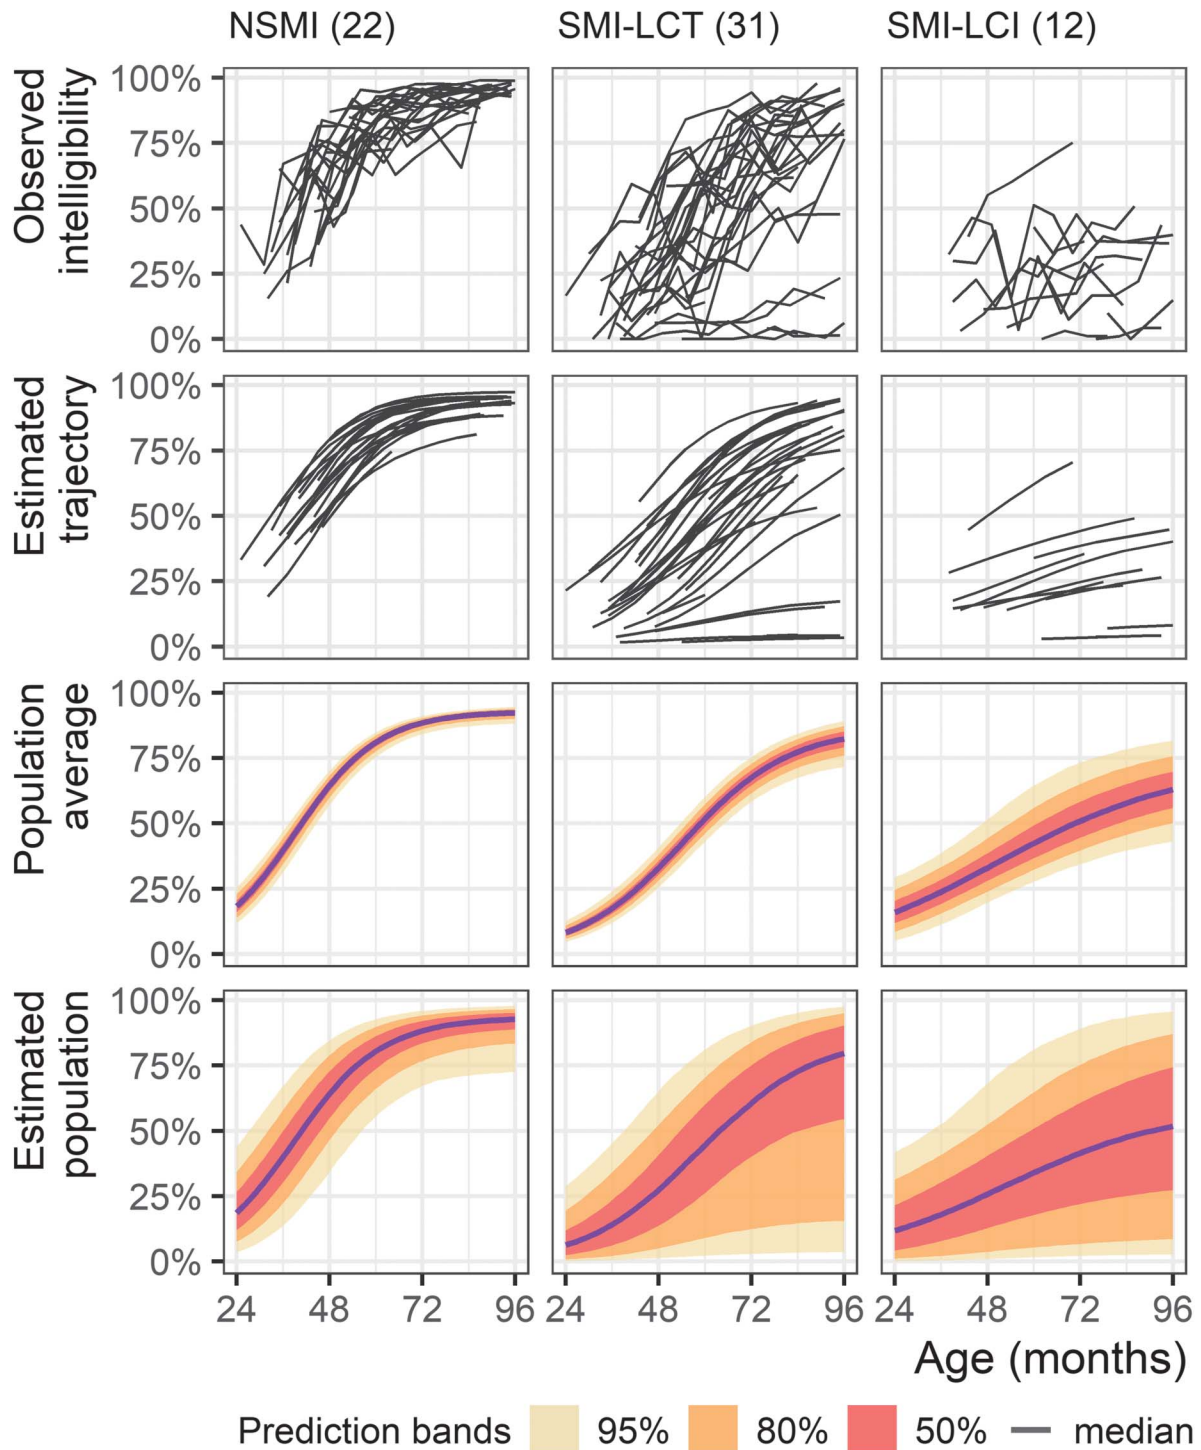 NSMI (22)
SMI-LCT (31)
SMI-LCI (12)
Observed
intelligibility
100%
75%
50%
25%
0%
Estimated
trajectory
100%
75%
50%
25%
0%
Population
average
100%
75%
50%
25%
0%
Estimated
population
100%
75%
50%
25%
0%
24 48 72 96
24 48 72 96
24 48 72 96
Age (months)
Prediction bands 95% 80% 50% median